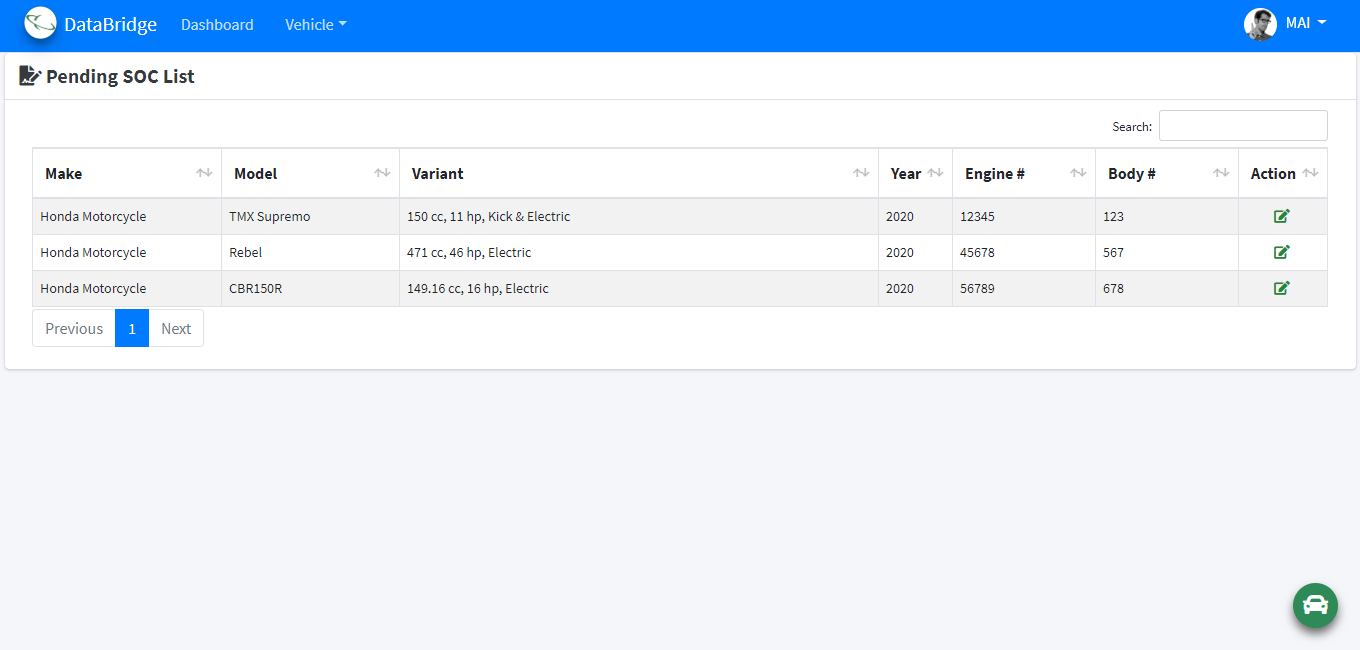 DataBridge Dashboard Vehicle MAI
Pending SOC List
Search:
Make Model Variant Year Engine # Body # Action
Honda Motorcycle TMX Supremo 150 cc, 11 hp, Kick & Electric 2020 12345 123
Honda Motorcycle Rebel 471 cc, 46 hp, Electric 2020 45678 567
Honda Motorcycle CBR150R 149.16 cc, 16 hp, Electric 2020 56789 678
Previous 1 Next